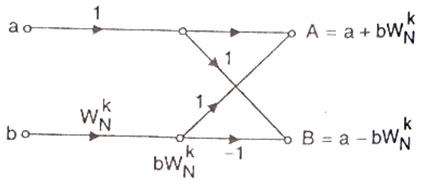 1
a
A = a + bW_N^k
1
W_N^k
1
b
B = a - bW_N^k
-1
bW_N^k